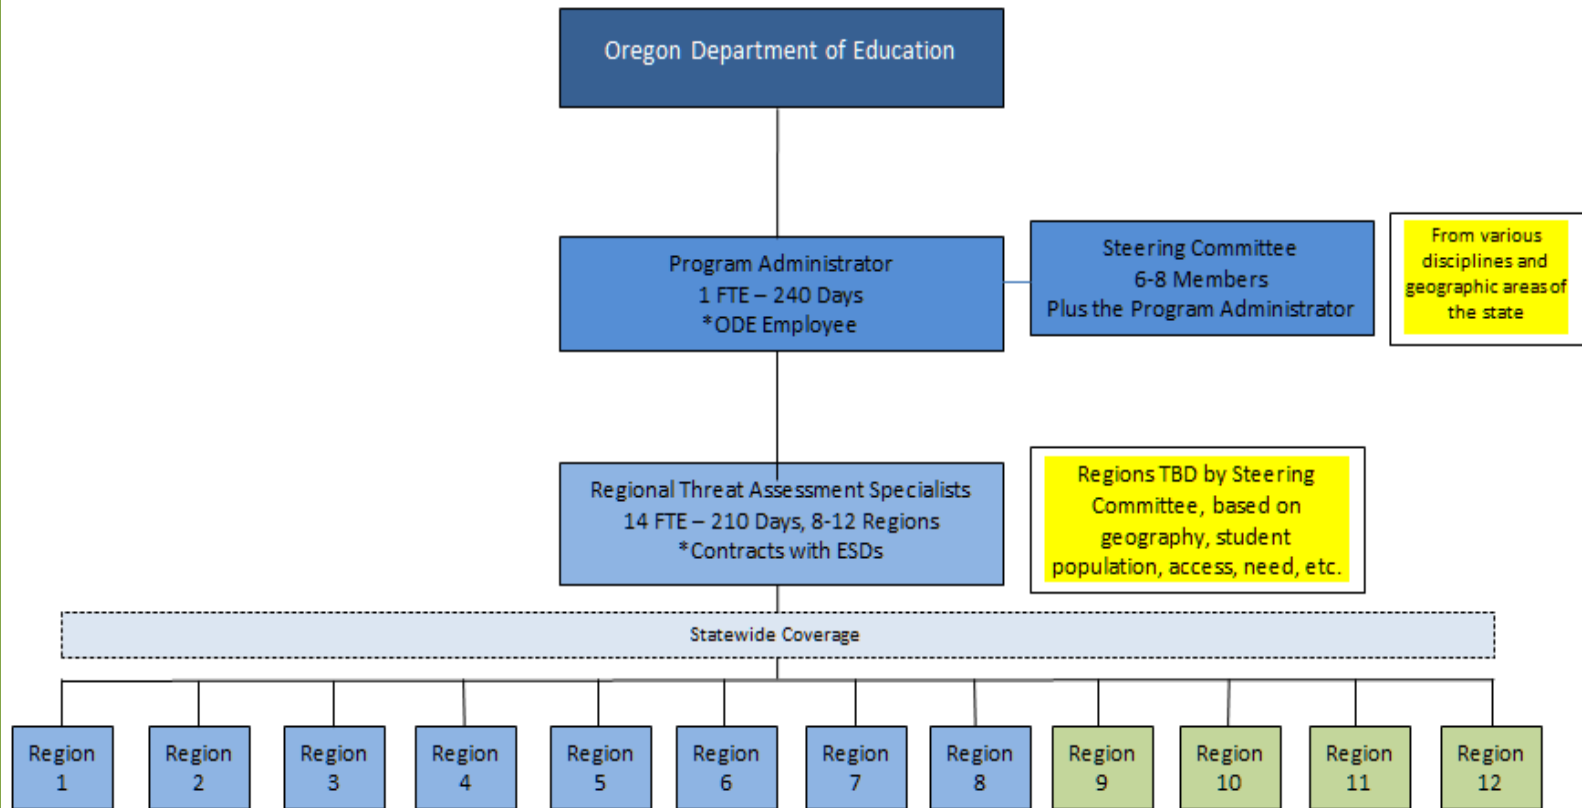 Oregon Department of Education
Program Administrator
1 FTE – 240 Days
*ODE Employee
Steering Committee
6-8 Members
Plus the Program Administrator
From various
disciplines and
geographic areas of
the state
Regional Threat Assessment Specialists
14 FTE – 210 Days, 8-12 Regions
*Contracts with ESDs
Regions TBD by Steering
Committee, based on
geography, student
population, access, need, etc.
Statewide Coverage
Region
1
Region
2
Region
3
Region
4
Region
5
Region
6
Region
7
Region
8
Region
9
Region
10
Region
11
Region
12